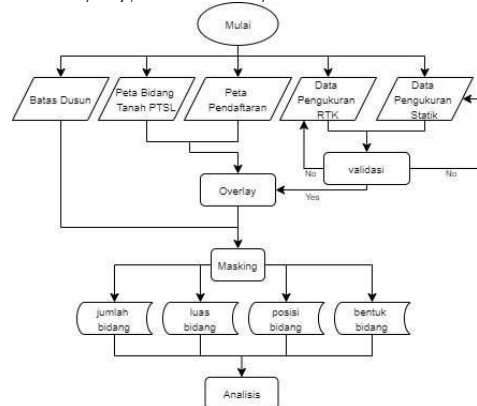 Mulai
Batas Dusun
Peta Bidang
Tanah PTSL
Peta
Pendaftaran
Data
Pengukuran
RTK
Data
Pengukuran
Statik
No
validasi
No
Overlay
Yes
Masking
jumlah
bidang
luas
bidang
posisi
bidang
bentuk
bidang
Analisis